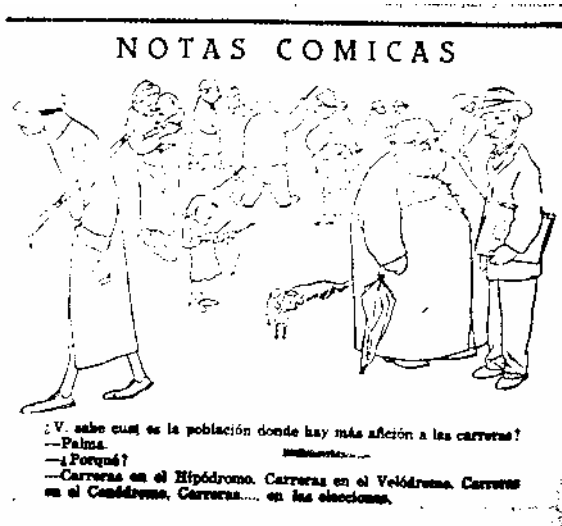 NOTAS COMICAS
¿V. sabe cual es la población donde hay más afición a las carreras?
—Palma.
—¿Porqué?
—Carreras en el Hipódromo. Carreras en el Velódromo. Carreras
en el Canódromo. Carreras.... en las elecciones.